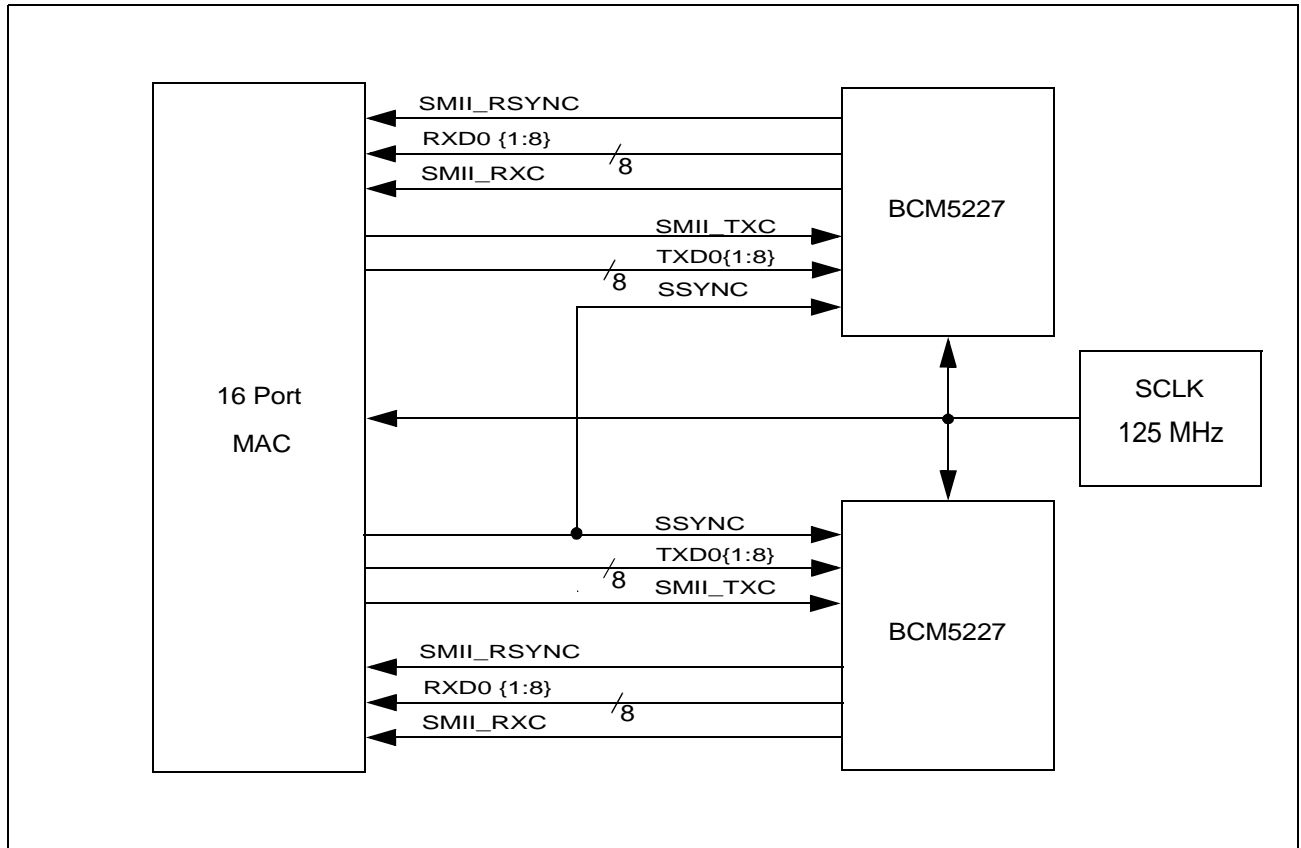 SMII_RSYNC
RXD0 {1:8}
8
SMII_RXC
BCM5227
SMII_TXC
TXD0{1:8}
8
SSYNC
16 Port
MAC
SCLK
125 MHz
SSYNC
TXD0{1:8}
8
SMII_TXC
BCM5227
SMII_RSYNC
RXD0 {1:8}
8
SMII_RXC